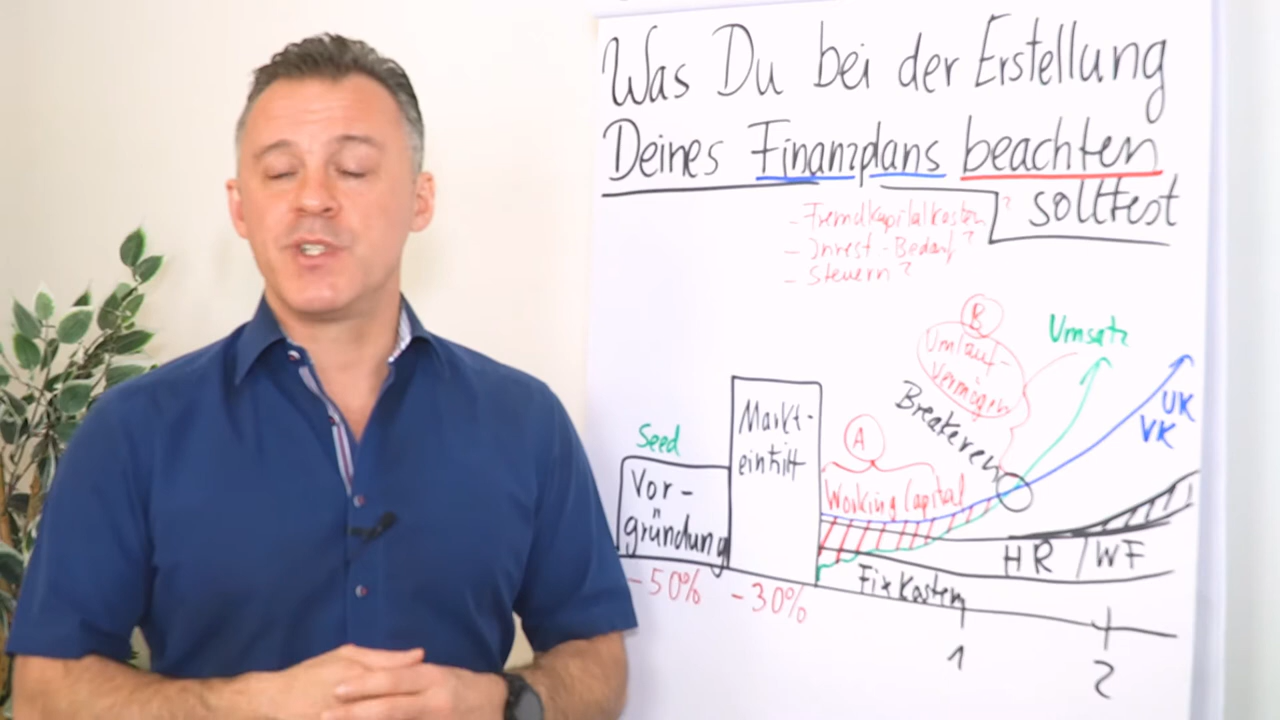 Was Du bei der Erstellung
Deines Finanzplans beachten
solltest
- Fremdkapitalkosten?
- Invest-Bedarf?
- Steuern?
B
Umlauf-
vermögen
Umsatz
Breakeven
UK
VK
Seed
Vor-
gründung
Markt-
eintritt
A
Working Capital
HR / WF
Fixkosten
-50%
-30%
1
2